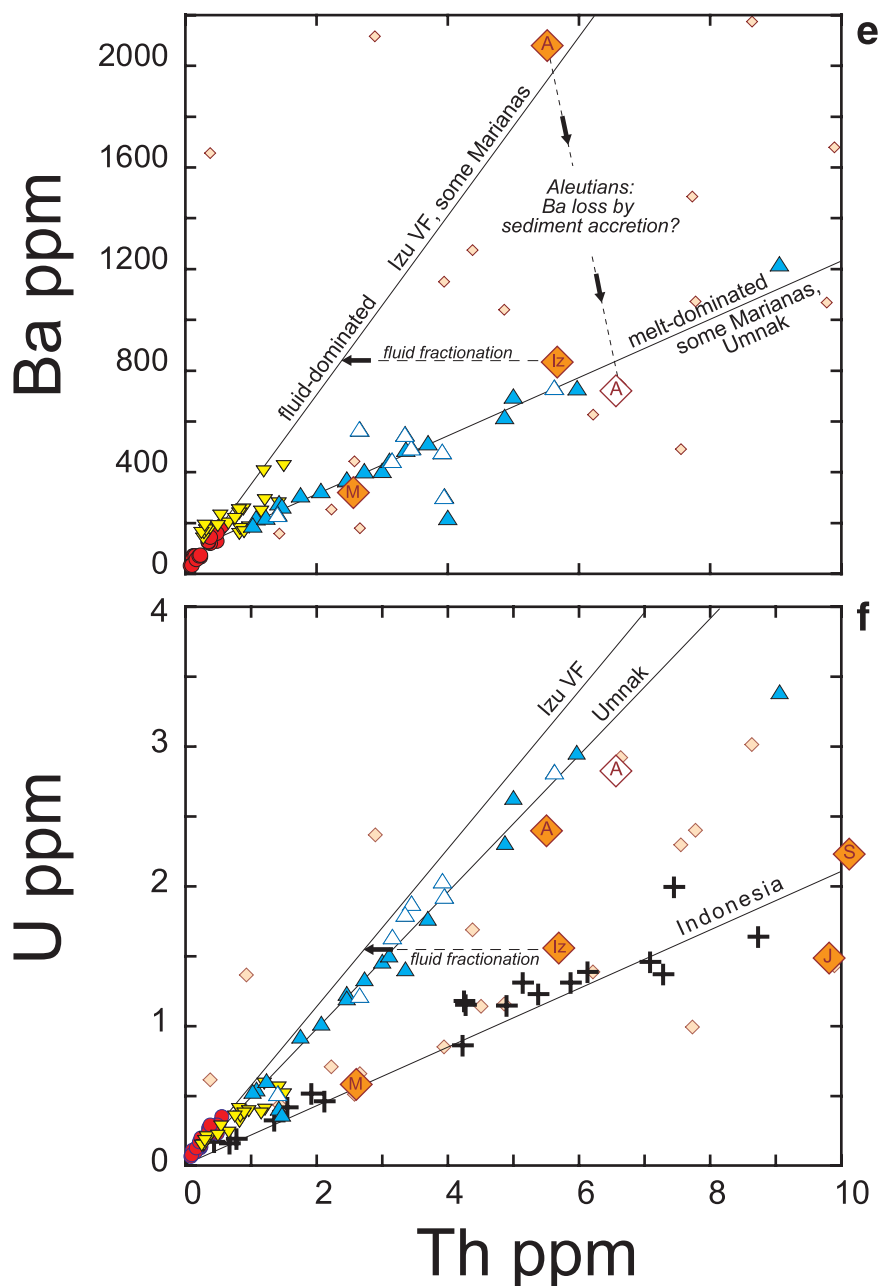 e
2000
1600
1200
800
400
0
Ba ppm
A
Izu VF, some Marianas
fluid-dominated
Aleutians:
Ba loss by
sediment accretion?
melt-dominated
some Marianas,
Umnak
fluid fractionation
Iz
A
M
f
4
3
2
1
0
U ppm
Izu VF
Umnak
A
A
S
Indonesia
Iz
fluid fractionation
J
M
0
2
4
6
8
10
Th ppm